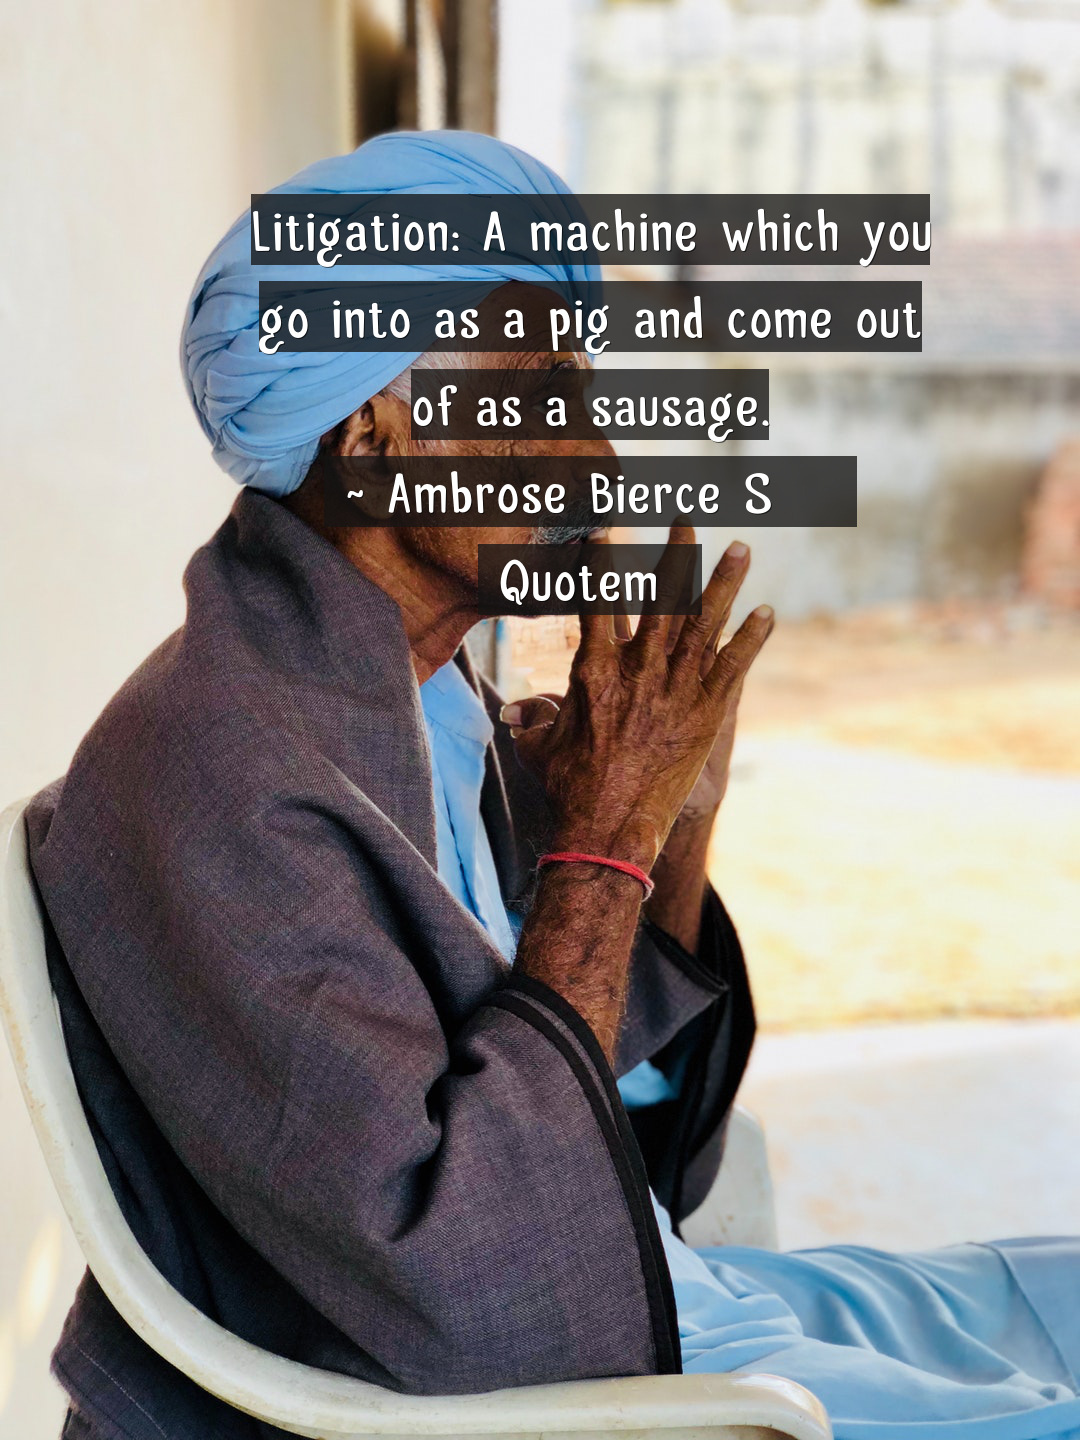 Litigation: A machine which you
go into as a pig and come out
of as a sausage.
~ Ambrose Bierce S
Quotem